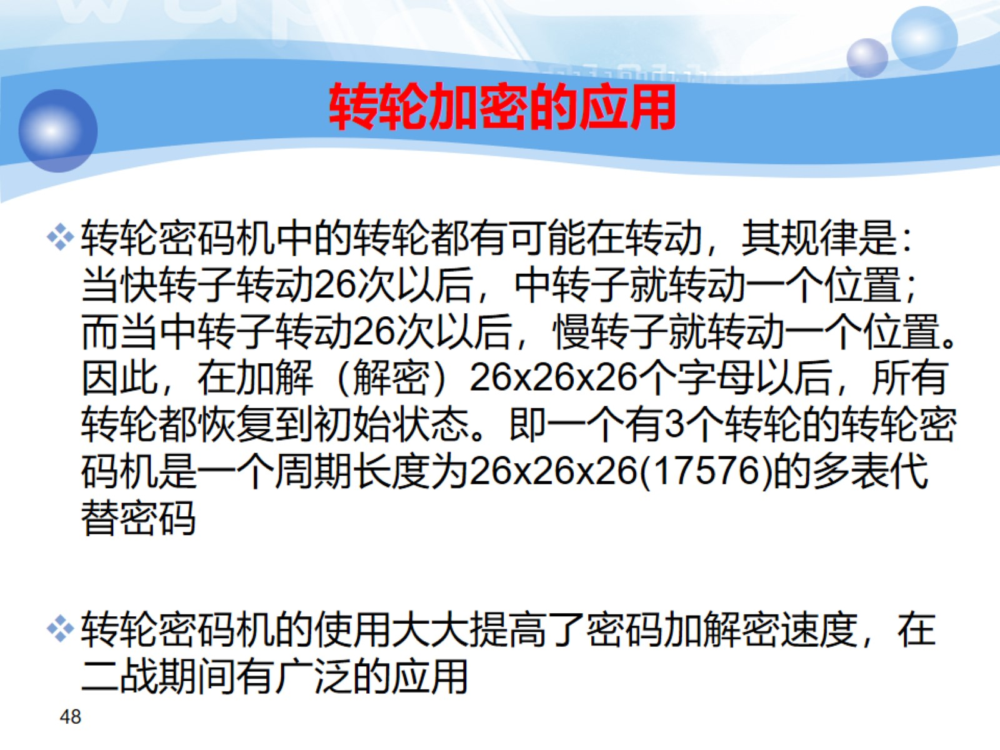 转轮加密的应用
转轮密码机中的转轮都有可能在转动，其规律是：
当快转子转动26次以后，中转子就转动一个位置；
而当中转子转动26次以后，慢转子就转动一个位置。
因此，在加解（解密）26x26x26个字母以后，所有
转轮都恢复到初始状态。即一个有3个转轮的转轮密
码机是一个周期长度为26x26x26(17576)的多表代
替密码
转轮密码机的使用大大提高了密码加解密速度，在
二战期间有广泛的应用
48